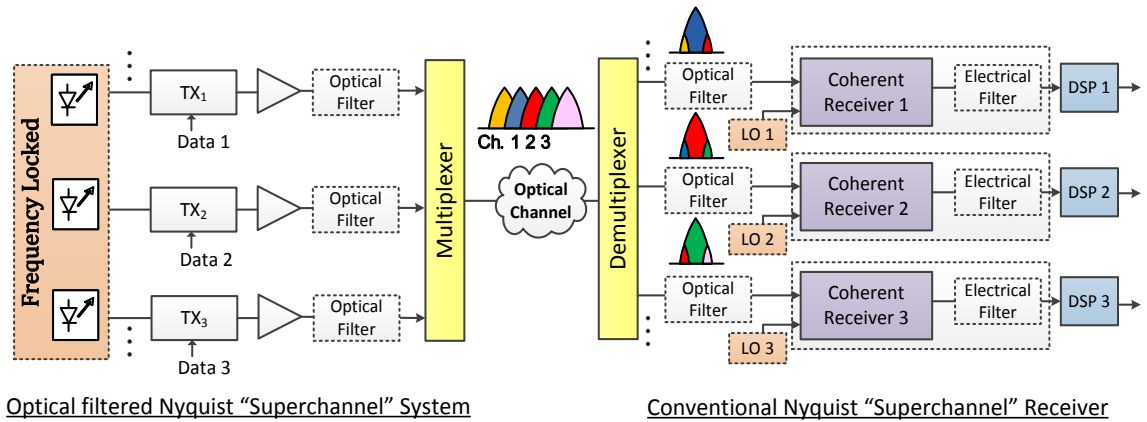 Frequency Locked
TX1
Data 1
Optical
Filter
TX2
Data 2
Optical
Filter
TX3
Data 3
Optical
Filter
Multiplexer
Ch. 1 2 3
Optical
Channel
Demultiplexer
Optical
Filter
LO 1
Coherent
Receiver 1
Electrical
Filter
DSP 1
Optical
Filter
LO 2
Coherent
Receiver 2
Electrical
Filter
DSP 2
Optical
Filter
LO 3
Coherent
Receiver 3
Electrical
Filter
DSP 3
Optical filtered Nyquist “Superchannel” System
Conventional Nyquist “Superchannel” Receiver